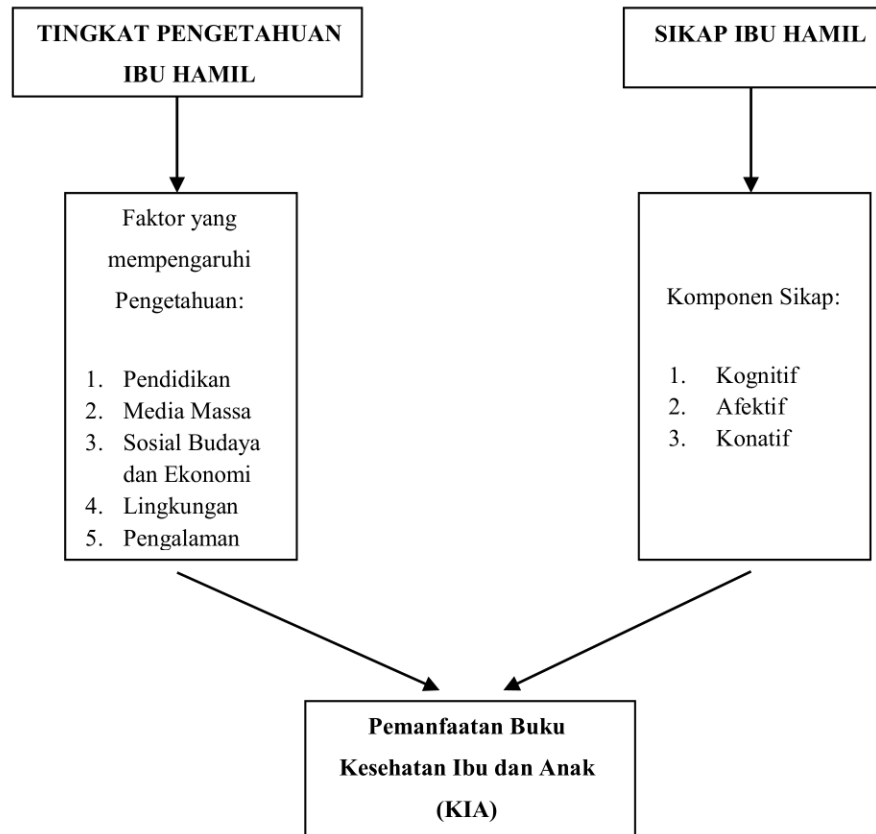 TINGKAT PENGETAHUAN
IBU HAMIL
SIKAP IBU HAMIL
Faktor yang
mempengaruhi
Pengetahuan:
1. Pendidikan
2. Media Massa
3. Sosial Budaya
dan Ekonomi
4. Lingkungan
5. Pengalaman
Komponen Sikap:
1. Kognitif
2. Afektif
3. Konatif
Pemanfaatan Buku
Kesehatan Ibu dan Anak
(KIA)